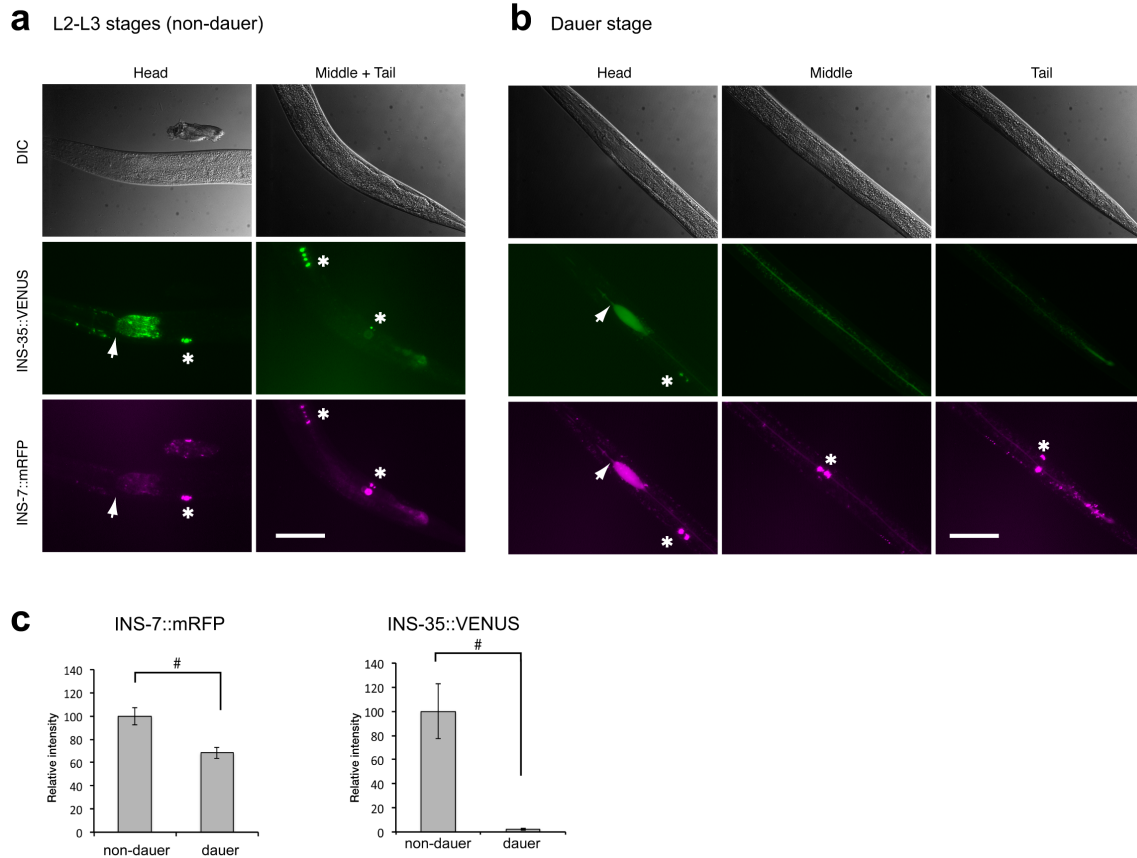 a L2-L3 stages (non-dauer)
Head
Middle + Tail
DIC
INS-35::VENUS
*
*
*
INS-7::mRFP
*
*
*
b Dauer stage
Head
Middle
Tail
*
*
*
*
c
INS-7::mRFP
#
Relative intensity
140
120
100
80
60
40
20
0
non-dauer dauer
INS-35::VENUS
#
Relative intensity
140
120
100
80
60
40
20
0
non-dauer dauer